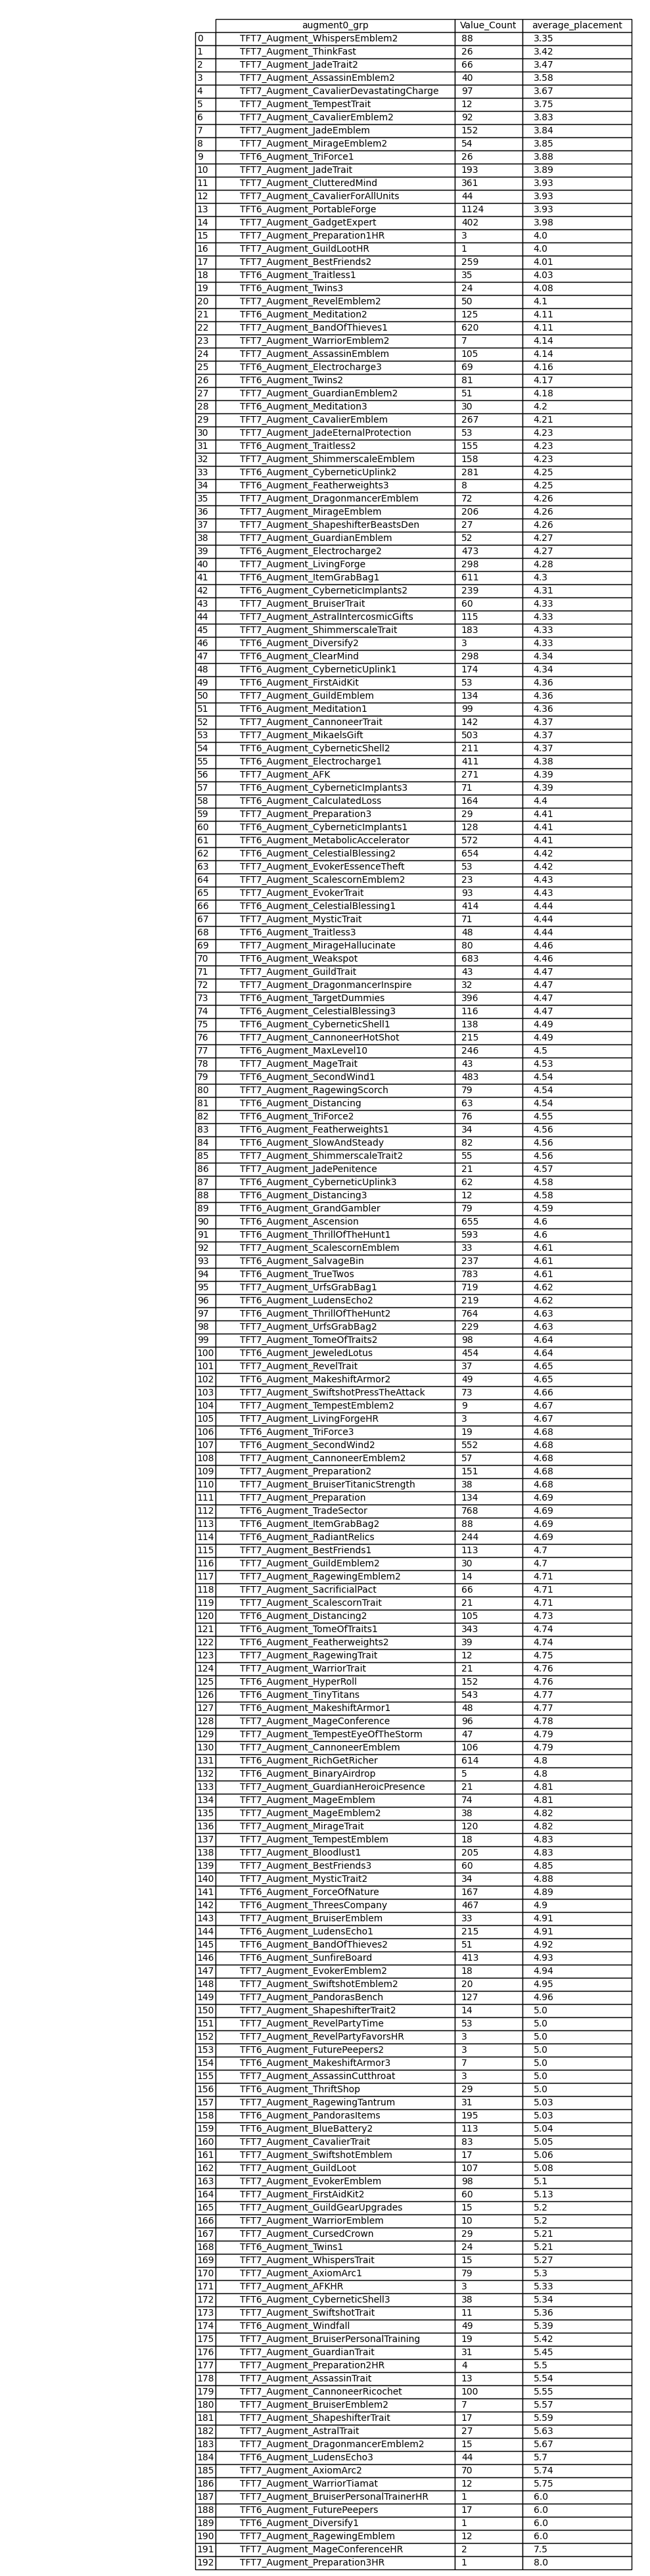 augment0_grp Value_Count average_placement
0 TFT7_Augment_WhispersEmblem2 88 3.35
1 TFT7_Augment_ThinkFast 26 3.42
2 TFT7_Augment_JadeTrait2 66 3.47
3 TFT7_Augment_AssassinEmblem2 40 3.58
4 TFT7_Augment_CavalierDevastatingCharge 97 3.67
5 TFT7_Augment_TempestTrait 12 3.75
6 TFT7_Augment_CavalierEmblem2 92 3.83
7 TFT7_Augment_JadeEmblem 152 3.84
8 TFT7_Augment_MirageEmblem2 54 3.85
9 TFT6_Augment_TriForce1 26 3.88
10 TFT7_Augment_JadeTrait 193 3.89
11 TFT7_Augment_ClutteredMind 361 3.93
12 TFT7_Augment_CavalierForAllUnits 44 3.93
13 TFT6_Augment_PortableForge 1124 3.93
14 TFT7_Augment_GadgetExpert 402 3.98
15 TFT7_Augment_Preparation1HR 3 4.0
16 TFT7_Augment_GuildLootHR 1 4.0
17 TFT7_Augment_BestFriends2 259 4.01
18 TFT6_Augment_Traitless1 35 4.03
19 TFT6_Augment_Twins3 24 4.08
20 TFT7_Augment_RevelEmblem2 50 4.1
21 TFT6_Augment_Meditation2 125 4.11
22 TFT7_Augment_BandOfThieves1 620 4.11
23 TFT7_Augment_WarriorEmblem2 7 4.14
24 TFT7_Augment_AssassinEmblem 105 4.14
25 TFT6_Augment_Electrocharge3 69 4.16
26 TFT6_Augment_Twins2 81 4.17
27 TFT7_Augment_GuardianEmblem2 51 4.18
28 TFT6_Augment_Meditation3 30 4.2
29 TFT7_Augment_CavalierEmblem 267 4.21
30 TFT7_Augment_JadeEternalProtection 53 4.23
31 TFT6_Augment_Traitless2 155 4.23
32 TFT7_Augment_ShimmerscaleEmblem 158 4.23
33 TFT6_Augment_CyberneticUplink2 281 4.25
34 TFT6_Augment_Featherweights3 8 4.25
35 TFT7_Augment_DragonmancerEmblem 72 4.26
36 TFT7_Augment_MirageEmblem 206 4.26
37 TFT7_Augment_ShapeshifterBeastsDen 27 4.26
38 TFT7_Augment_GuardianEmblem 52 4.27
39 TFT6_Augment_Electrocharge2 473 4.27
40 TFT7_Augment_LivingForge 298 4.28
41 TFT6_Augment_ItemGrabBag1 611 4.3
42 TFT6_Augment_CyberneticImplants2 239 4.31
43 TFT7_Augment_BruiserTrait 60 4.33
44 TFT7_Augment_AstralIntercosmicGifts 115 4.33
45 TFT7_Augment_ShimmerscaleTrait 183 4.33
46 TFT6_Augment_Diversify2 3 4.33
47 TFT6_Augment_ClearMind 298 4.34
48 TFT6_Augment_CyberneticUplink1 174 4.34
49 TFT6_Augment_FirstAidKit 53 4.36
50 TFT7_Augment_GuildEmblem 134 4.36
51 TFT6_Augment_Meditation1 99 4.36
52 TFT7_Augment_CannoneerTrait 142 4.37
53 TFT7_Augment_MikaelsGift 503 4.37
54 TFT6_Augment_CyberneticShell2 211 4.37
55 TFT6_Augment_Electrocharge1 411 4.38
56 TFT7_Augment_AFK 271 4.39
57 TFT6_Augment_CyberneticImplants3 71 4.39
58 TFT6_Augment_CalculatedLoss 164 4.4
59 TFT7_Augment_Preparation3 29 4.41
60 TFT6_Augment_CyberneticImplants1 128 4.41
61 TFT6_Augment_MetabolicAccelerator 572 4.41
62 TFT6_Augment_CelestialBlessing2 654 4.42
63 TFT7_Augment_EvokerEssenceTheft 53 4.42
64 TFT7_Augment_ScalescornEmblem2 23 4.43
65 TFT7_Augment_EvokerTrait 93 4.43
66 TFT6_Augment_CelestialBlessing1 414 4.44
67 TFT7_Augment_MysticTrait 71 4.44
68 TFT6_Augment_Traitless3 48 4.44
69 TFT7_Augment_MirageHallucinate 80 4.46
70 TFT6_Augment_Weakspot 683 4.46
71 TFT7_Augment_GuildTrait 43 4.47
72 TFT7_Augment_DragonmancerInspire 32 4.47
73 TFT6_Augment_TargetDummies 396 4.47
74 TFT6_Augment_CelestialBlessing3 116 4.47
75 TFT6_Augment_CyberneticShell1 138 4.49
76 TFT7_Augment_CannoneerHotShot 215 4.49
77 TFT6_Augment_MaxLevel10 246 4.5
78 TFT7_Augment_MageTrait 43 4.53
79 TFT6_Augment_SecondWind1 483 4.54
80 TFT7_Augment_RagewingScorch 79 4.54
81 TFT6_Augment_Distancing 63 4.54
82 TFT6_Augment_TriForce2 76 4.55
83 TFT6_Augment_Featherweights1 34 4.56
84 TFT6_Augment_SlowAndSteady 82 4.56
85 TFT7_Augment_ShimmerscaleTrait2 55 4.56
86 TFT7_Augment_JadePenitence 21 4.57
87 TFT6_Augment_CyberneticUplink3 62 4.58
88 TFT6_Augment_Distancing3 12 4.58
89 TFT6_Augment_GrandGambler 79 4.59
90 TFT6_Augment_Ascension 655 4.6
91 TFT6_Augment_ThrillOfTheHunt1 593 4.6
92 TFT7_Augment_ScalescornEmblem 33 4.61
93 TFT6_Augment_SalvageBin 237 4.61
94 TFT6_Augment_TrueTwos 783 4.61
95 TFT7_Augment_UrfsGrabBag1 719 4.62
96 TFT6_Augment_LudensEcho2 219 4.62
97 TFT6_Augment_ThrillOfTheHunt2 764 4.63
98 TFT7_Augment_UrfsGrabBag2 229 4.63
99 TFT7_Augment_TomeOfTraits2 98 4.64
100 TFT6_Augment_JeweledLotus 454 4.64
101 TFT7_Augment_RevelTrait 37 4.65
102 TFT6_Augment_MakeshiftArmor2 49 4.65
103 TFT7_Augment_SwiftshotPressTheAttack 73 4.66
104 TFT7_Augment_TempestEmblem2 9 4.67
105 TFT7_Augment_LivingForgeHR 3 4.67
106 TFT6_Augment_TriForce3 19 4.68
107 TFT6_Augment_SecondWind2 552 4.68
108 TFT7_Augment_CannoneerEmblem2 57 4.68
109 TFT7_Augment_Preparation2 151 4.68
110 TFT7_Augment_BruiserTitanicStrength 38 4.68
111 TFT7_Augment_Preparation 134 4.69
112 TFT6_Augment_TradeSector 768 4.69
113 TFT6_Augment_ItemGrabBag2 88 4.69
114 TFT6_Augment_RadiantRelics 244 4.69
115 TFT7_Augment_BestFriends1 113 4.7
116 TFT7_Augment_GuildEmblem2 30 4.7
117 TFT7_Augment_RagewingEmblem2 14 4.71
118 TFT7_Augment_SacrificialPact 66 4.71
119 TFT7_Augment_ScalescornTrait 21 4.71
120 TFT6_Augment_Distancing2 105 4.73
121 TFT6_Augment_TomeOfTraits1 343 4.74
122 TFT6_Augment_Featherweights2 39 4.74
123 TFT7_Augment_RagewingTrait 12 4.75
124 TFT7_Augment_WarriorTrait 21 4.76
125 TFT6_Augment_HyperRoll 152 4.76
126 TFT6_Augment_TinyTitans 543 4.77
127 TFT6_Augment_MakeshiftArmor1 48 4.77
128 TFT7_Augment_MageConference 96 4.78
129 TFT7_Augment_TempestEyeOfTheStorm 47 4.79
130 TFT7_Augment_CannoneerEmblem 106 4.79
131 TFT6_Augment_RichGetRicher 614 4.8
132 TFT6_Augment_BinaryAirdrop 5 4.8
133 TFT7_Augment_GuardianHeroicPresence 21 4.81
134 TFT7_Augment_MageEmblem 74 4.81
135 TFT7_Augment_MageEmblem2 38 4.82
136 TFT7_Augment_MirageTrait 120 4.82
137 TFT7_Augment_TempestEmblem 18 4.83
138 TFT7_Augment_Bloodlust1 205 4.83
139 TFT7_Augment_BestFriends3 60 4.85
140 TFT7_Augment_MysticTrait2 34 4.88
141 TFT6_Augment_ForceOfNature 167 4.89
142 TFT6_Augment_ThreesCompany 467 4.9
143 TFT7_Augment_BruiserEmblem 33 4.91
144 TFT6_Augment_LudensEcho1 215 4.91
145 TFT6_Augment_BandOfThieves2 51 4.92
146 TFT6_Augment_SunfireBoard 413 4.93
147 TFT7_Augment_EvokerEmblem2 18 4.94
148 TFT7_Augment_SwiftshotEmblem2 20 4.95
149 TFT7_Augment_PandorasBench 127 4.96
150 TFT7_Augment_ShapeshifterTrait2 14 5.0
151 TFT7_Augment_RevelPartyTime 53 5.0
152 TFT7_Augment_RevelPartyFavorsHR 3 5.0
153 TFT6_Augment_FuturePeepers2 3 5.0
154 TFT6_Augment_MakeshiftArmor3 7 5.0
155 TFT7_Augment_AssassinCutthroat 3 5.0
156 TFT6_Augment_ThriftShop 29 5.0
157 TFT7_Augment_RagewingTantrum 31 5.03
158 TFT6_Augment_PandorasItems 195 5.03
159 TFT6_Augment_BlueBattery2 113 5.04
160 TFT7_Augment_CavalierTrait 83 5.05
161 TFT7_Augment_SwiftshotEmblem 17 5.06
162 TFT7_Augment_GuildLoot 107 5.08
163 TFT7_Augment_EvokerEmblem 98 5.1
164 TFT7_Augment_FirstAidKit2 60 5.13
165 TFT7_Augment_GuildGearUpgrades 15 5.2
166 TFT7_Augment_WarriorEmblem 10 5.2
167 TFT7_Augment_CursedCrown 29 5.21
168 TFT6_Augment_Twins1 24 5.21
169 TFT7_Augment_WhispersTrait 15 5.27
170 TFT7_Augment_AxiomArc1 79 5.3
171 TFT7_Augment_AFKHR 3 5.33
172 TFT6_Augment_CyberneticShell3 38 5.34
173 TFT7_Augment_SwiftshotTrait 11 5.36
174 TFT6_Augment_Windfall 49 5.39
175 TFT7_Augment_BruiserPersonalTraining 19 5.42
176 TFT7_Augment_GuardianTrait 31 5.45
177 TFT7_Augment_Preparation2HR 4 5.5
178 TFT7_Augment_AssassinTrait 13 5.54
179 TFT7_Augment_CannoneerRicochet 100 5.55
180 TFT7_Augment_BruiserEmblem2 7 5.57
181 TFT7_Augment_ShapeshifterTrait 17 5.59
182 TFT7_Augment_AstralTrait 27 5.63
183 TFT7_Augment_DragonmancerEmblem2 15 5.67
184 TFT6_Augment_LudensEcho3 44 5.7
185 TFT7_Augment_AxiomArc2 70 5.74
186 TFT7_Augment_WarriorTiamat 12 5.75
187 TFT7_Augment_BruiserPersonalTrainerHR 1 6.0
188 TFT6_Augment_FuturePeepers 17 6.0
189 TFT6_Augment_Diversify1 1 6.0
190 TFT7_Augment_RagewingEmblem 12 6.0
191 TFT7_Augment_MageConferenceHR 2 7.5
192 TFT7_Augment_Preparation3HR 1 8.0